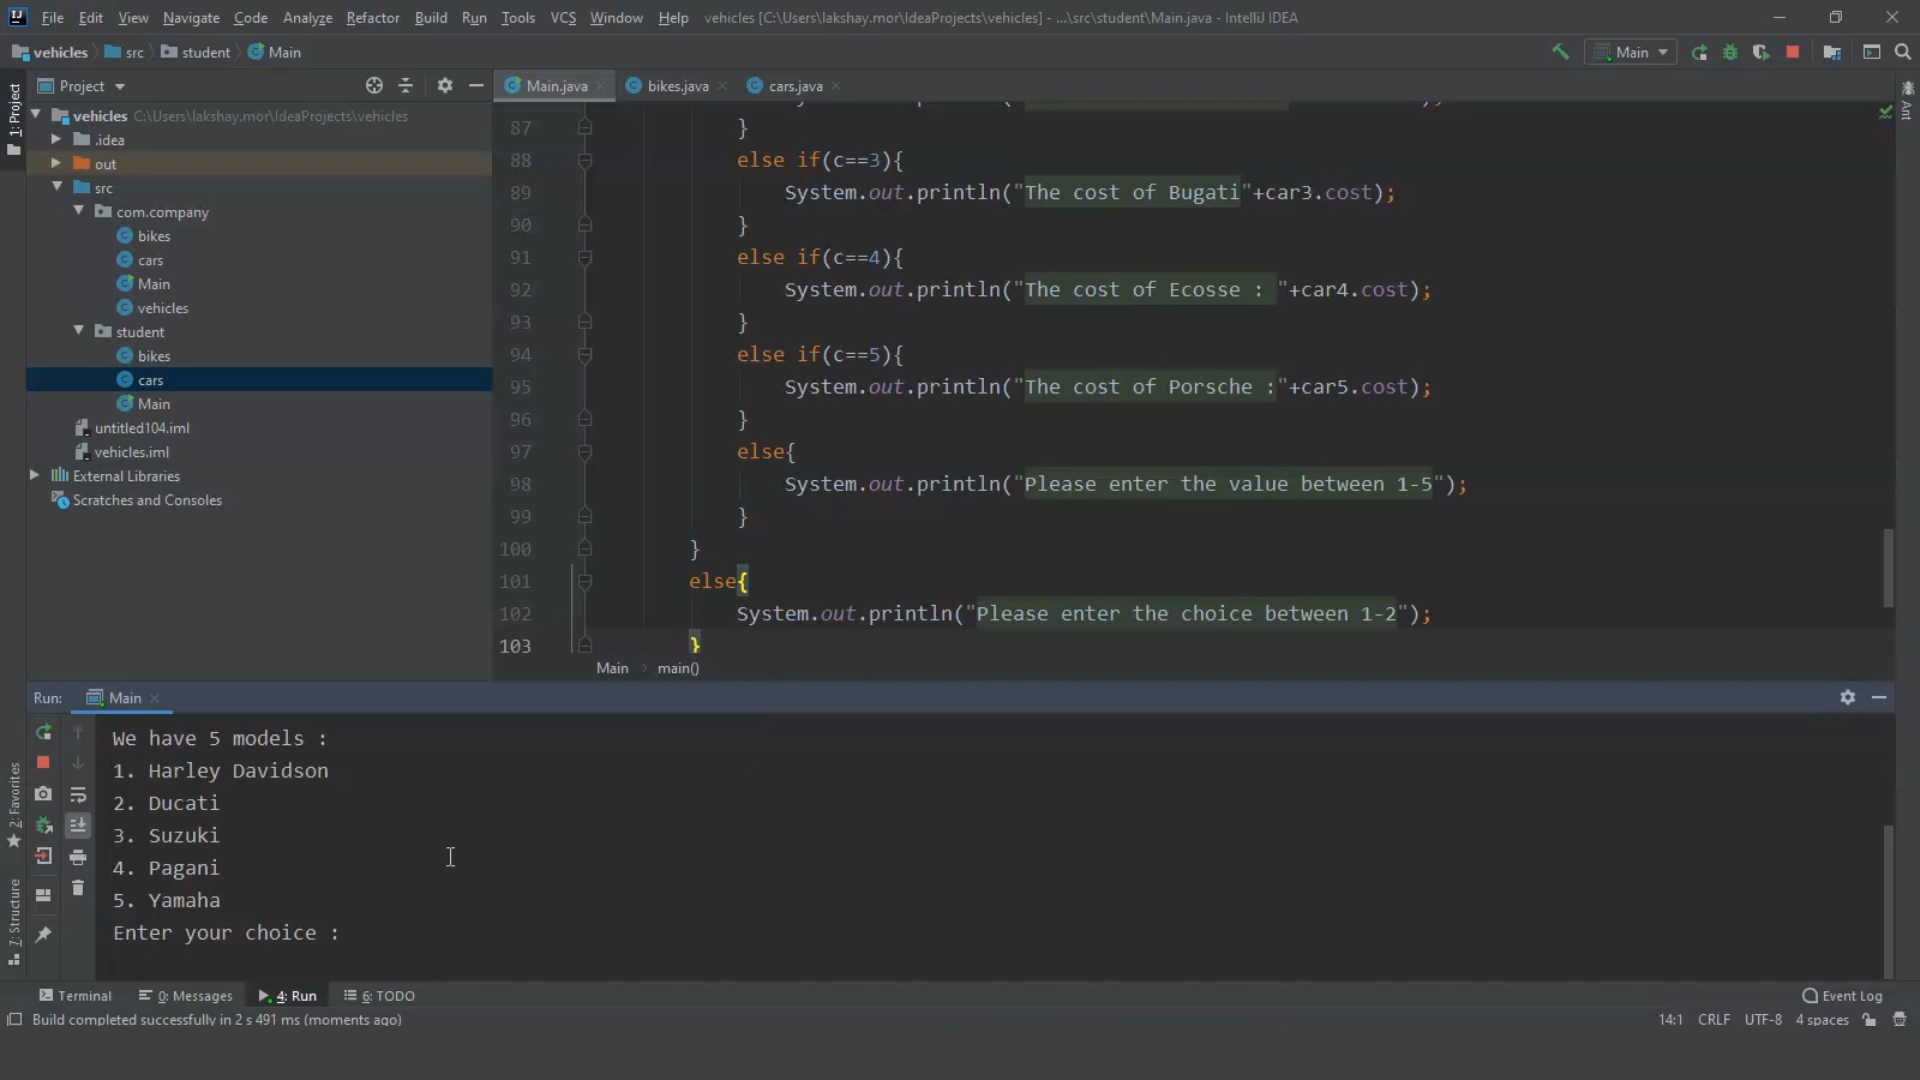 File Edit View Navigate Code Analyze Refactor Build Run Tools VCS Window Help vehicles [C:\Users\lakshay.mor\IdeaProjects\vehicles] - ...\src\student\Main.java - IntelliJ IDEA
vehicles src student Main Main
1: Project
Project
Main.java bikes.java cars.java
Ant
vehicles C:\Users\lakshay.mor\IdeaProjects\vehicles
.idea
out
src
com.company
bikes
cars
Main
vehicles
student
bikes
cars
Main
untitled104.iml
vehicles.iml
External Libraries
Scratches and Consoles
87 }
88 else if(c==3){
89 System.out.println("The cost of Bugati"+car3.cost);
90 }
91 else if(c==4){
92 System.out.println("The cost of Ecosse : "+car4.cost);
93 }
94 else if(c==5){
95 System.out.println("The cost of Porsche :"+car5.cost);
96 }
97 else{
98 System.out.println("Please enter the value between 1-5");
99 }
100 }
101 else{
102 System.out.println("Please enter the choice between 1-2");
103 }
Main main()
Run: Main
We have 5 models :
1. Harley Davidson
2. Ducati
3. Suzuki
4. Pagani
5. Yamaha
Enter your choice :
2: Favorites
7: Structure
Terminal 0: Messages 4: Run 6: TODO Event Log
Build completed successfully in 2 s 491 ms (moments ago) 14:1 CRLF UTF-8 4 spaces